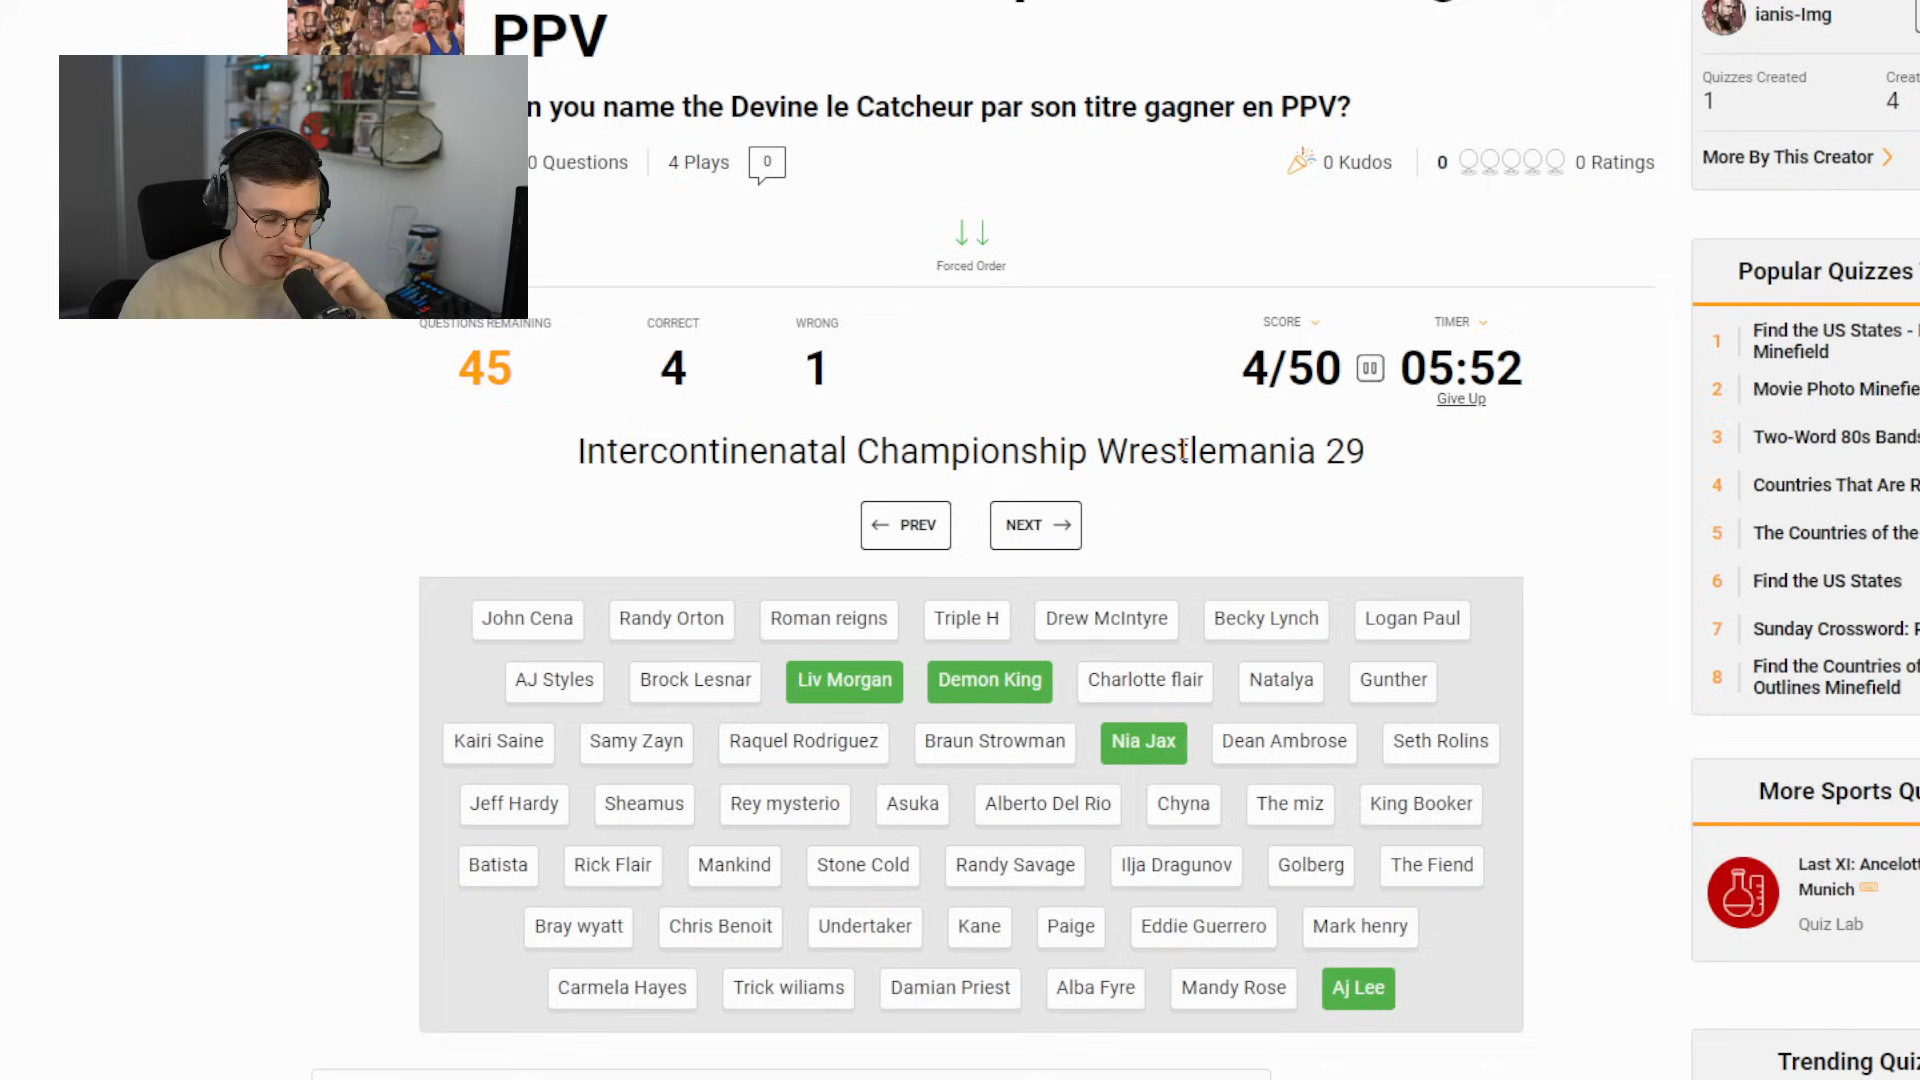 PPV
n you name the Devine le Catcheur par son titre gagner en PPV?
0 Questions
4 Plays
0
0 Kudos
0
0 Ratings
Forced Order
QUESTIONS REMAINING
CORRECT
WRONG
SCORE
TIMER
45
4
1
4/50
05:52
Give Up
Intercontinenatal Championship Wrestlemania 29
← PREV
NEXT →
John Cena
Randy Orton
Roman reigns
Triple H
Drew McIntyre
Becky Lynch
Logan Paul
AJ Styles
Brock Lesnar
Liv Morgan
Demon King
Charlotte flair
Natalya
Gunther
Kairi Saine
Samy Zayn
Raquel Rodriguez
Braun Strowman
Nia Jax
Dean Ambrose
Seth Rolins
Jeff Hardy
Sheamus
Rey mysterio
Asuka
Alberto Del Rio
Chyna
The miz
King Booker
Batista
Rick Flair
Mankind
Stone Cold
Randy Savage
Ilja Dragunov
Golberg
The Fiend
Bray wyatt
Chris Benoit
Undertaker
Kane
Paige
Eddie Guerrero
Mark henry
Carmela Hayes
Trick wiliams
Damian Priest
Alba Fyre
Mandy Rose
Aj Lee
ianis-lmg
Quizzes Created
Creat
1
4
More By This Creator
Popular Quizzes
1 Find the US States -
Minefield
2 Movie Photo Minefie
3 Two-Word 80s Bands
4 Countries That Are R
5 The Countries of the
6 Find the US States
7 Sunday Crossword: F
8 Find the Countries of
Outlines Minefield
More Sports Qu
Last XI: Ancelott
Munich
Quiz Lab
Trending Quiz